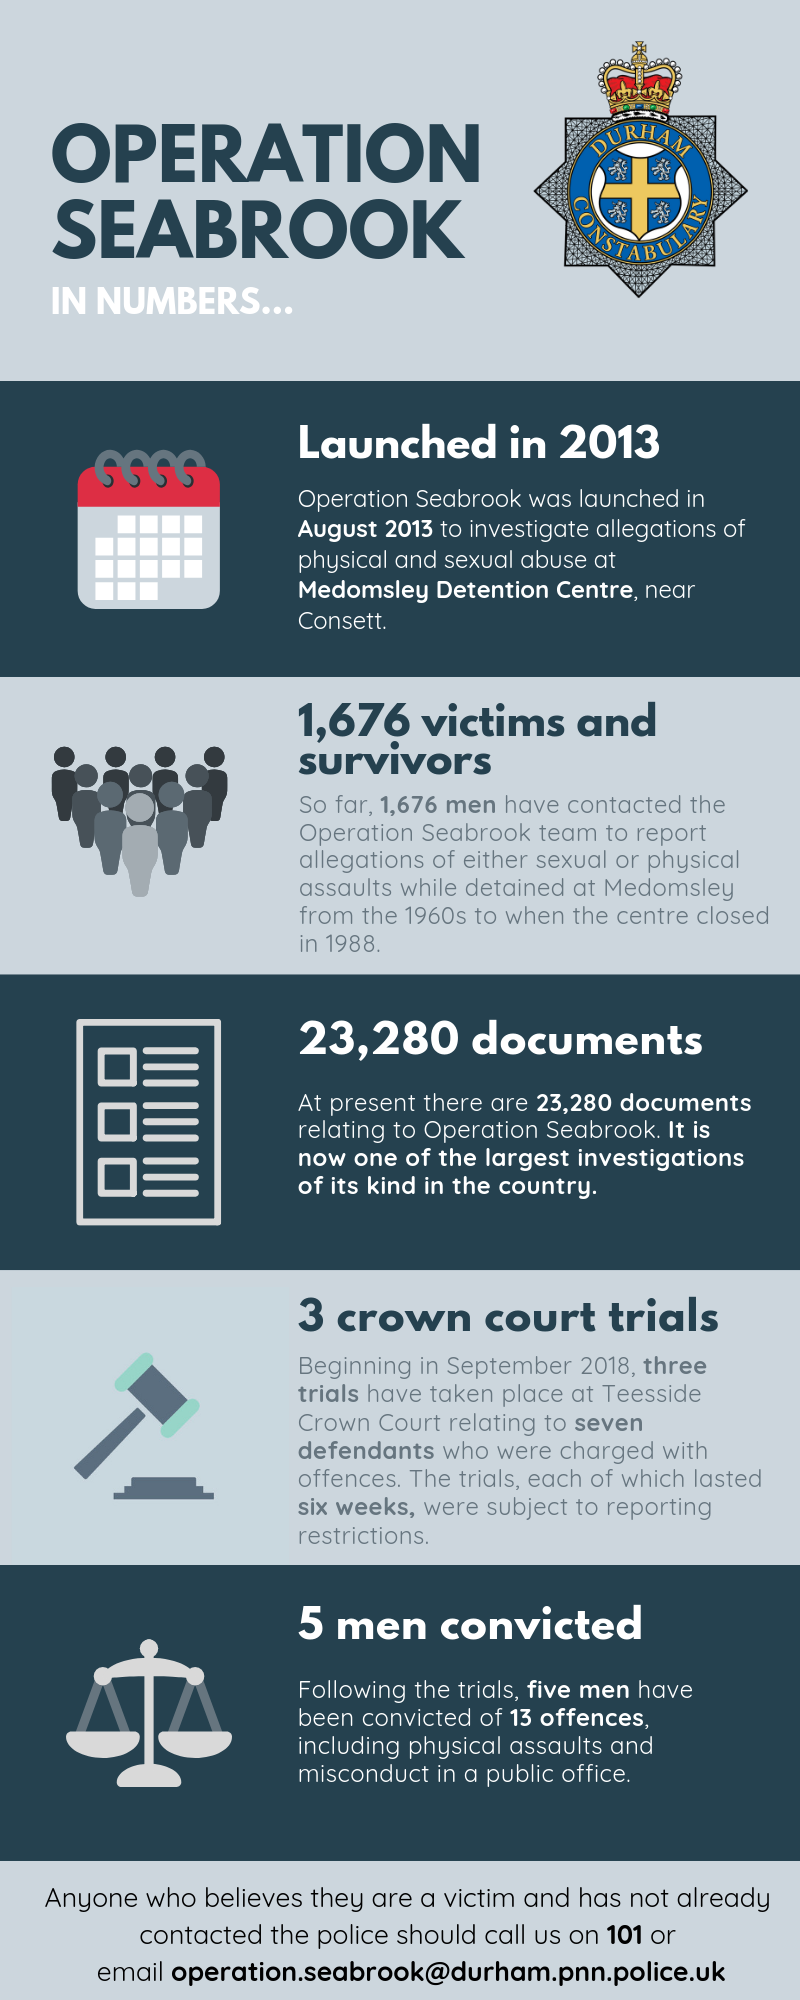 OPERATION
SEABROOK
IN NUMBERS...
DURHAM
CONSTABULARY
Launched in 2013
Operation Seabrook was launched in
August 2013 to investigate allegations of
physical and sexual abuse at
Medomsley Detention Centre, near
Consett.
1,676 victims and
survivors
So far, 1,676 men have contacted the
Operation Seabrook team to report
allegations of either sexual or physical
assaults while detained at Medomsley
from the 1960s to when the centre closed
in 1988.
23,280 documents
At present there are 23,280 documents
relating to Operation Seabrook. It is
now one of the largest investigations
of its kind in the country.
3 crown court trials
Beginning in September 2018, three
trials have taken place at Teesside
Crown Court relating to seven
defendants who were charged with
offences. The trials, each of which lasted
six weeks, were subject to reporting
restrictions.
5 men convicted
Following the trials, five men have
been convicted of 13 offences,
including physical assaults and
misconduct in a public office.
Anyone who believes they are a victim and has not already
contacted the police should call us on 101 or
email operation.seabrook@durham.pnn.police.uk